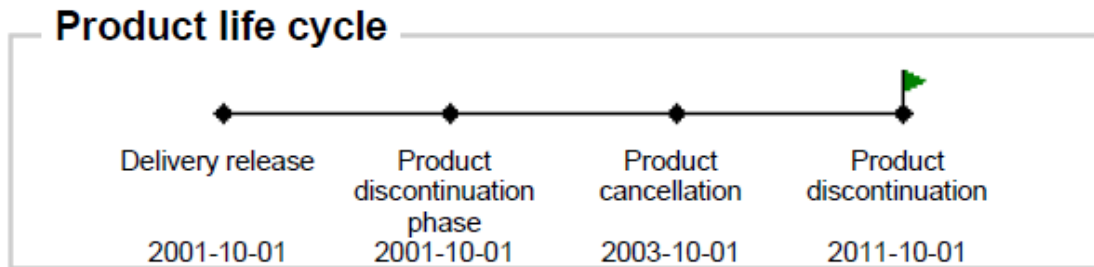 Product life cycle
Delivery release
Product
discontinuation
phase
Product
cancellation
Product
discontinuation
2001-10-01
2001-10-01
2003-10-01
2011-10-01